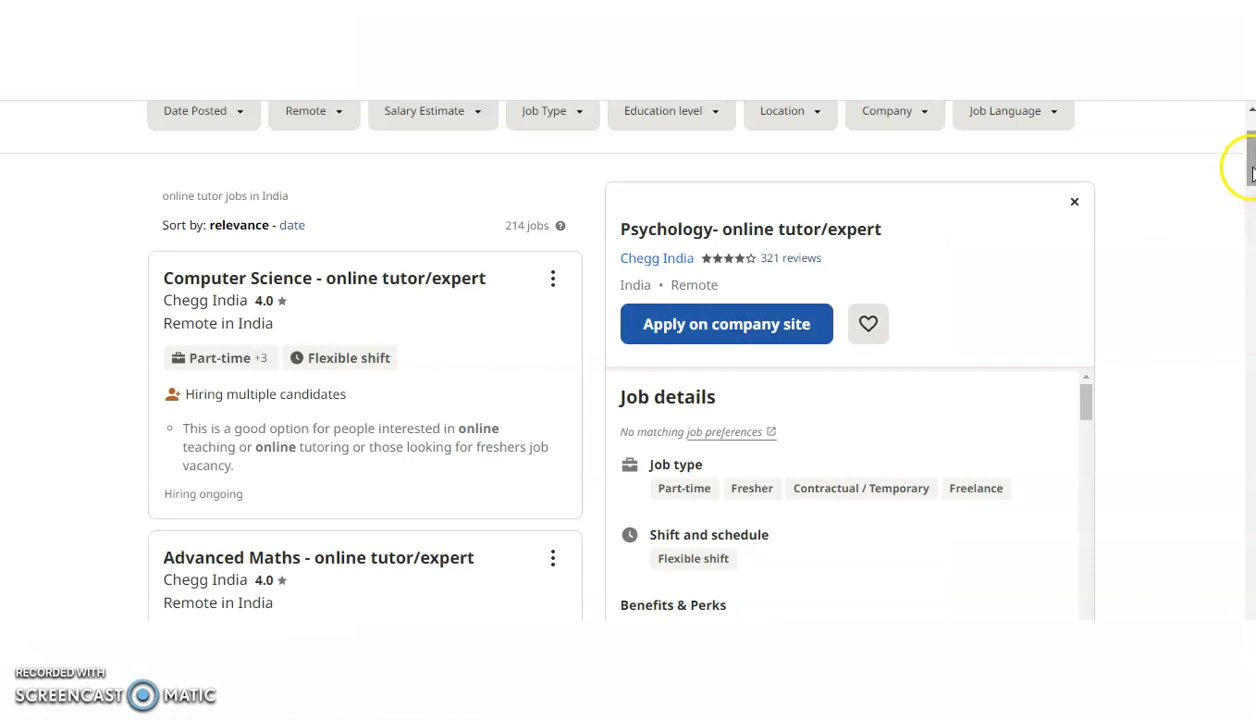 Date Posted
Remote
Salary Estimate
Job Type
Education level
Location
Company
Job Language
online tutor jobs in India
Sort by: relevance - date
214 jobs
Computer Science - online tutor/expert
Chegg India 4.0
Remote in India
Part-time +3
Flexible shift
Hiring multiple candidates
This is a good option for people interested in online
teaching or online tutoring or those looking for freshers job
vacancy.
Hiring ongoing
Advanced Maths - online tutor/expert
Chegg India 4.0
Remote in India
Psychology- online tutor/expert
Chegg India 321 reviews
India • Remote
Apply on company site
Job details
No matching job preferences
Job type
Part-time
Fresher
Contractual / Temporary
Freelance
Shift and schedule
Flexible shift
Benefits & Perks
RECORDED WITH
SCREENCAST MATIC